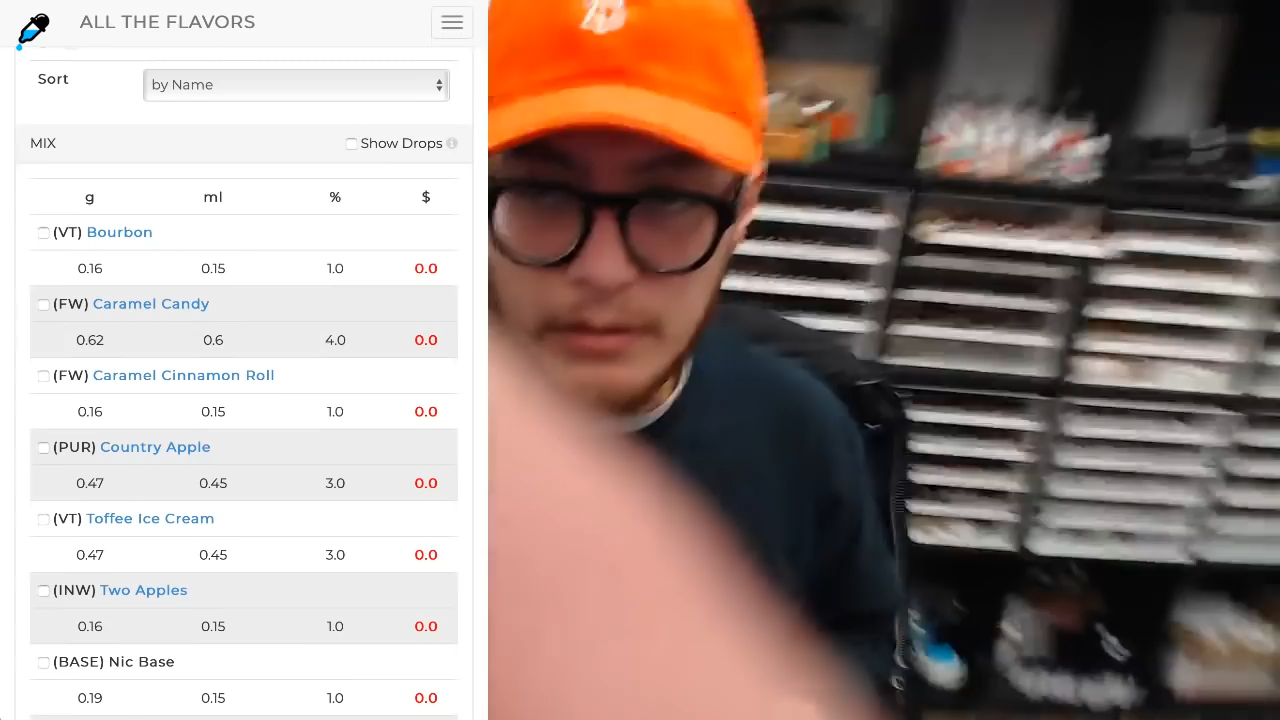 ALL THE FLAVORS
Sort
by Name
MIX
Show Drops
g ml % $
(VT) Bourbon
0.16 0.15 1.0 0.0
(FW) Caramel Candy
0.62 0.6 4.0 0.0
(FW) Caramel Cinnamon Roll
0.16 0.15 1.0 0.0
(PUR) Country Apple
0.47 0.45 3.0 0.0
(VT) Toffee Ice Cream
0.47 0.45 3.0 0.0
(INW) Two Apples
0.16 0.15 1.0 0.0
(BASE) Nic Base
0.19 0.15 1.0 0.0